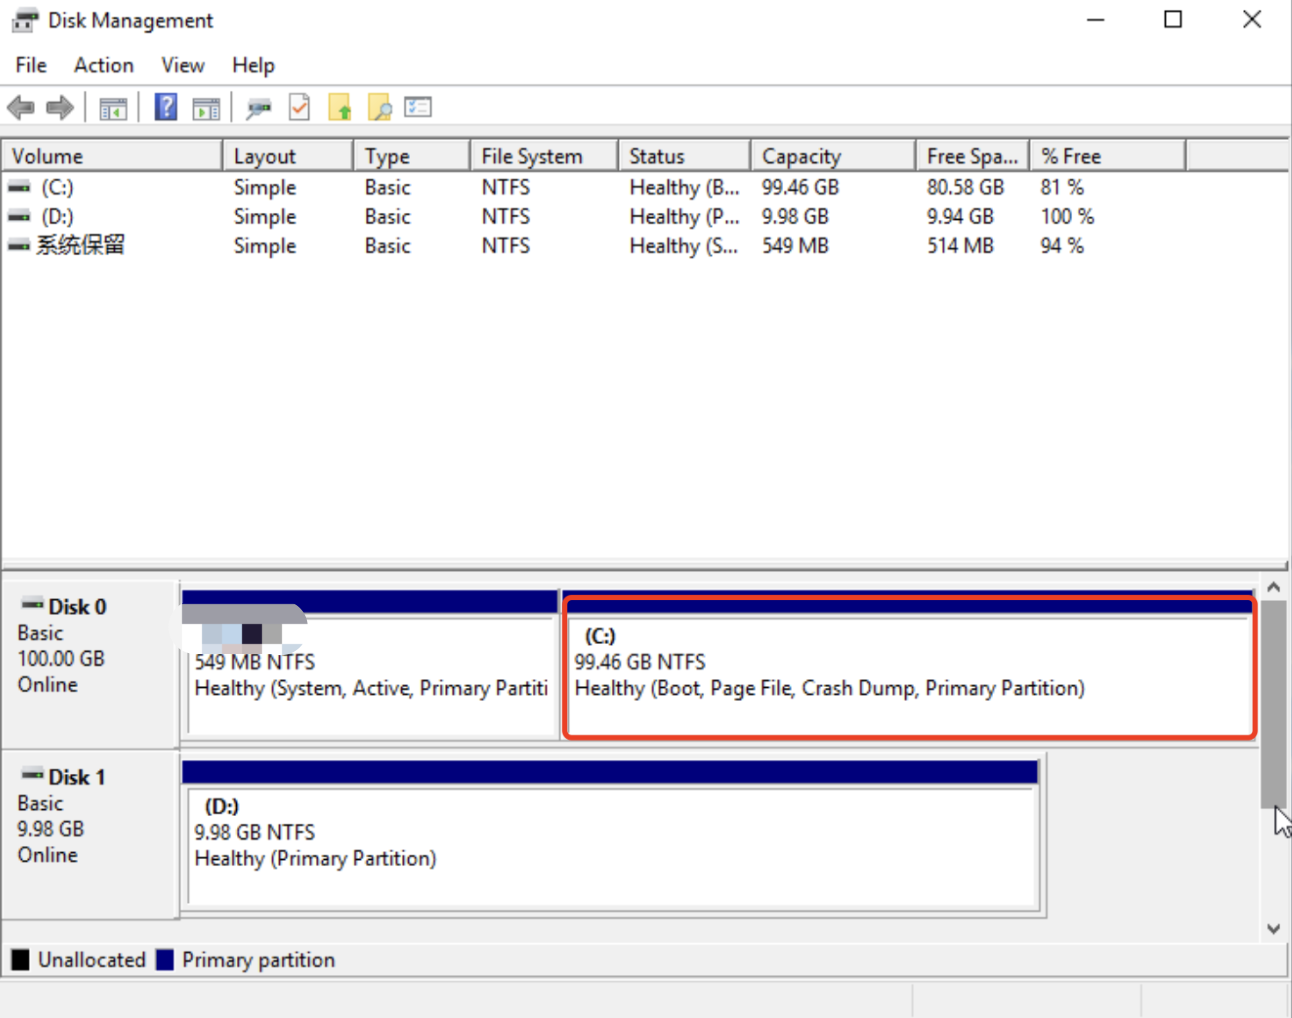 Disk Management
File Action View Help
Volume Layout Type File System Status Capacity Free Spa... % Free
(C:) Simple Basic NTFS Healthy (B... 99.46 GB 80.58 GB 81 %
(D:) Simple Basic NTFS Healthy (P... 9.98 GB 9.94 GB 100 %
系统保留 Simple Basic NTFS Healthy (S... 549 MB 514 MB 94 %
Disk 0
Basic
100.00 GB
Online
549 MB NTFS
Healthy (System, Active, Primary Partiti
(C:)
99.46 GB NTFS
Healthy (Boot, Page File, Crash Dump, Primary Partition)
Disk 1
Basic
9.98 GB
Online
(D:)
9.98 GB NTFS
Healthy (Primary Partition)
Unallocated Primary partition